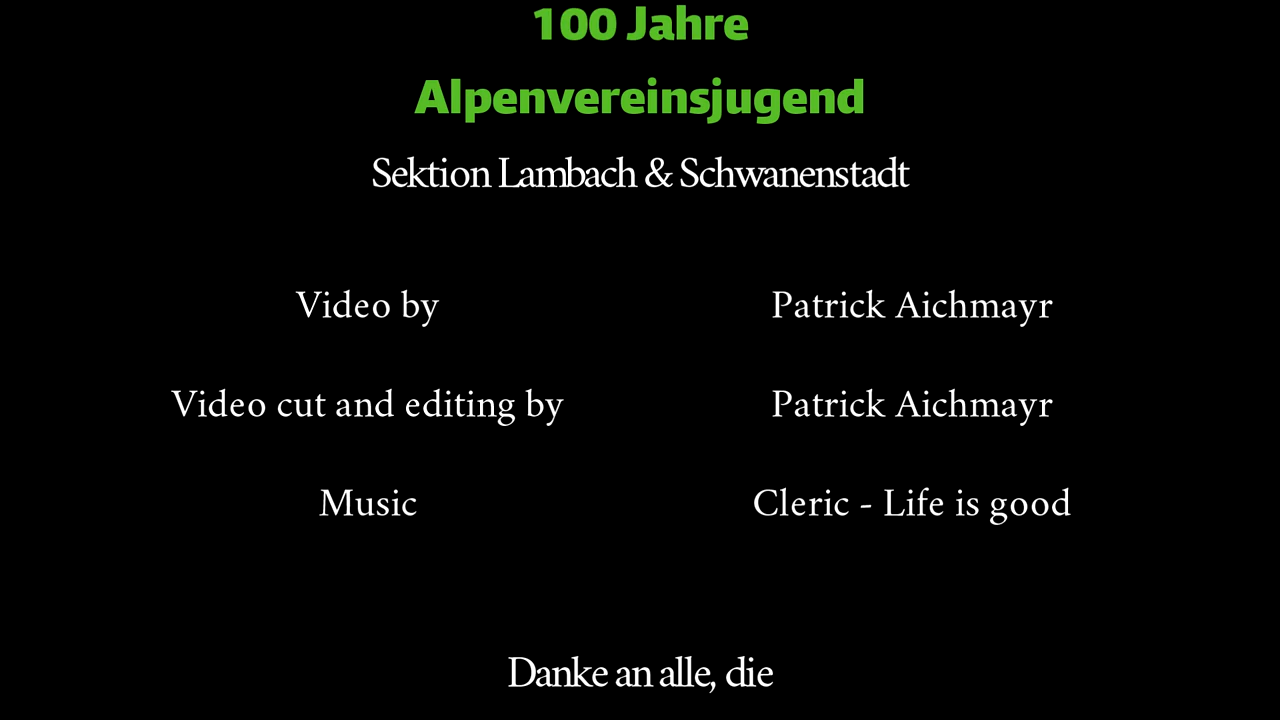 100 Jahre
Alpenvereinsjugend
Sektion Lambach & Schwanenstadt
Video by Patrick Aichmayr
Video cut and editing by Patrick Aichmayr
Music Cleric - Life is good
Danke an alle, die